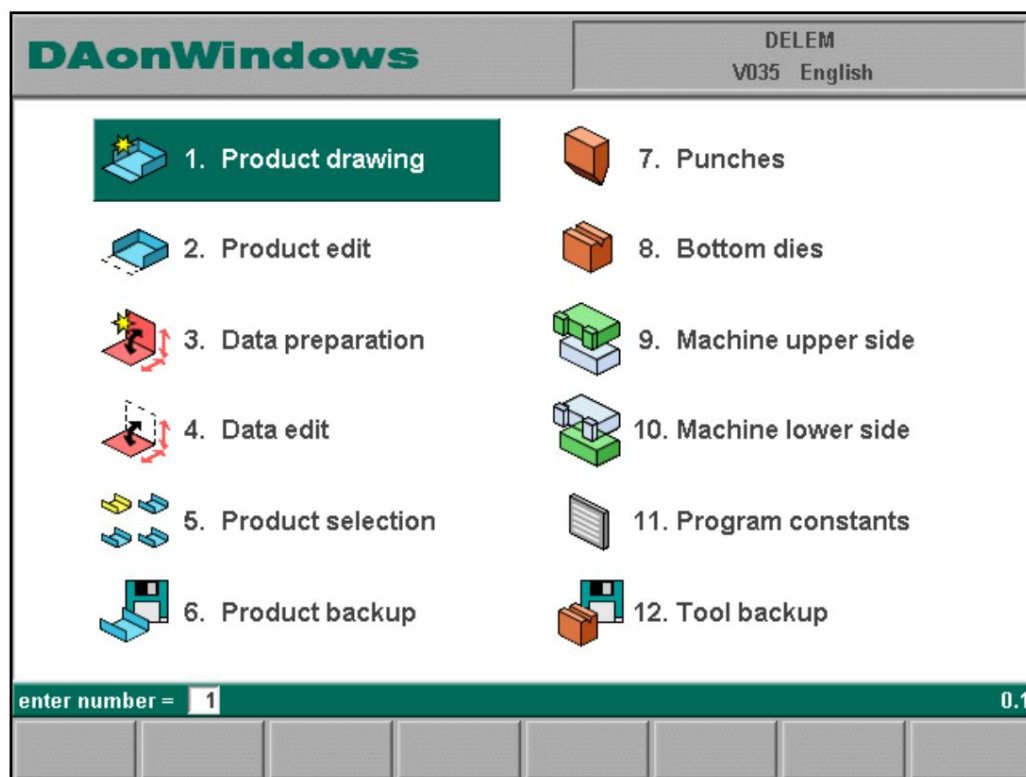 DAonWindows
DELEM
V035 English
1. Product drawing
2. Product edit
3. Data preparation
4. Data edit
5. Product selection
6. Product backup
7. Punches
8. Bottom dies
9. Machine upper side
10. Machine lower side
11. Program constants
12. Tool backup
enter number = 1
0.1